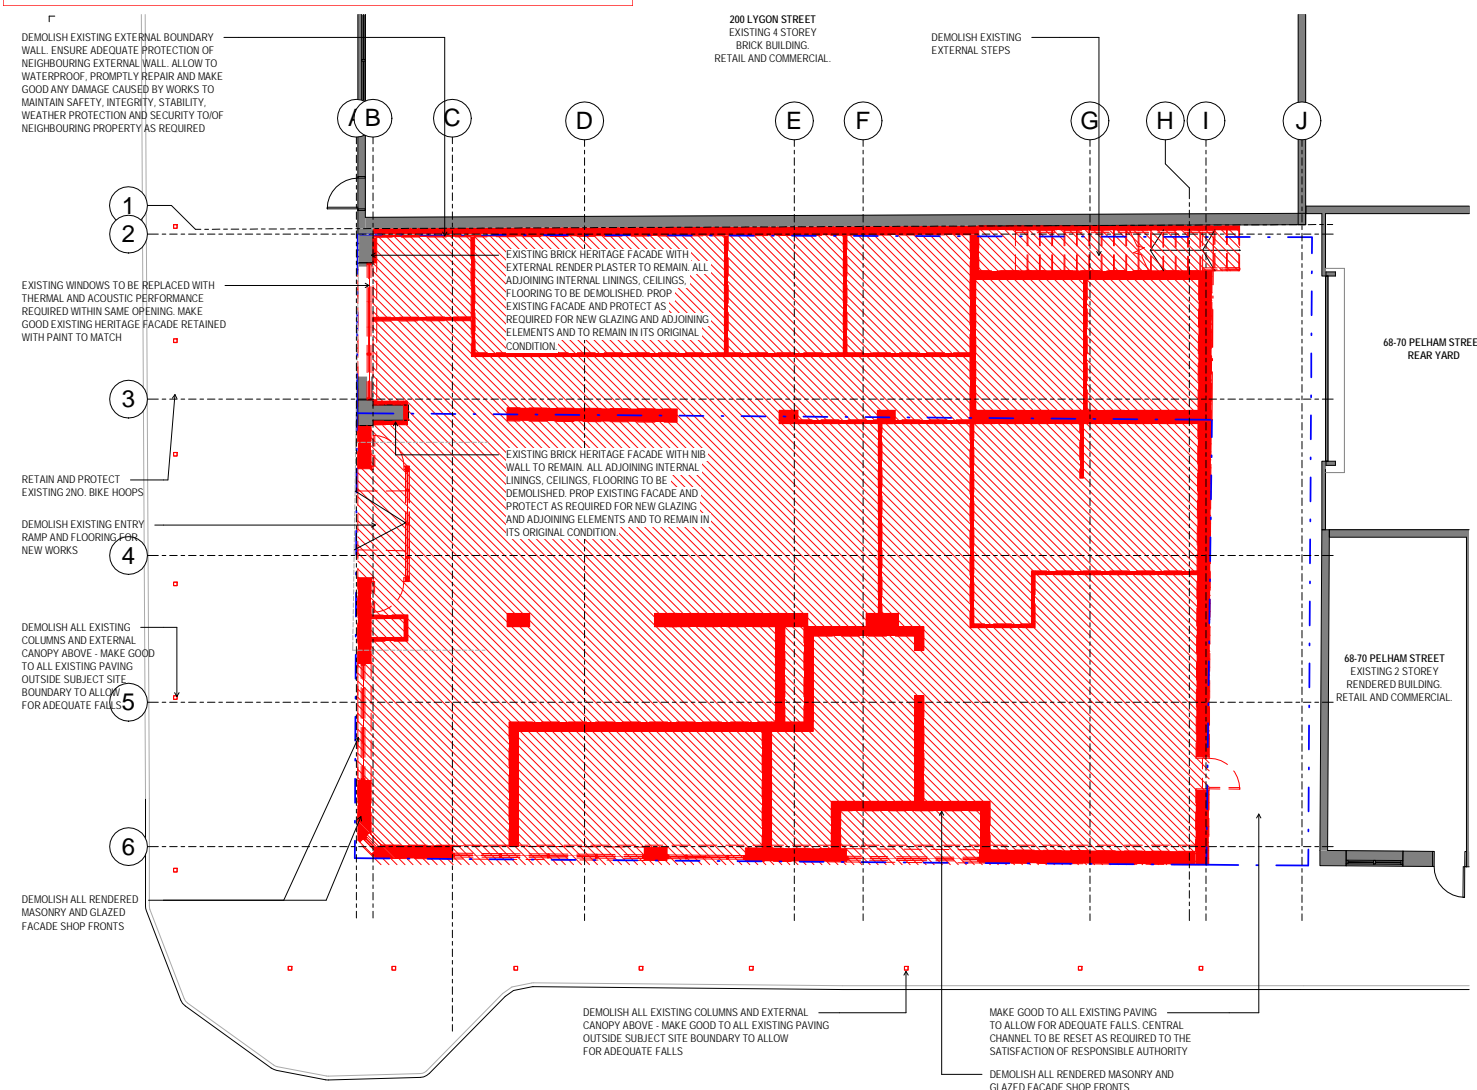 200 LYGON STREET
EXISTING 4 STOREY
BRICK BUILDING.
RETAIL AND COMMERCIAL.
DEMOLISH EXISTING EXTERNAL BOUNDARY
WALL. ENSURE ADEQUATE PROTECTION OF
NEIGHBOURING EXTERNAL WALL. ALLOW TO
WATERPROOF, PROMPTLY REPAIR AND MAKE
GOOD ANY DAMAGE CAUSED BY WORKS TO
MAINTAIN SAFETY, INTEGRITY, STABILITY,
WEATHER PROTECTION AND SECURITY TO/OF
NEIGHBOURING PROPERTY AS REQUIRED
DEMOLISH EXISTING
EXTERNAL STEPS
A B C D E F G H I J
1
2
EXISTING BRICK HERITAGE FACADE WITH
EXTERNAL RENDER PLASTER TO REMAIN. ALL
ADJOINING INTERNAL LININGS, CEILINGS,
FLOORING TO BE DEMOLISHED. PROP
EXISTING FACADE AND PROTECT AS
REQUIRED FOR NEW GLAZING AND ADJOINING
ELEMENTS AND TO REMAIN IN ITS ORIGINAL
CONDITION.
EXISTING WINDOWS TO BE REPLACED WITH
THERMAL AND ACOUSTIC PERFORMANCE
REQUIRED WITHIN SAME OPENING. MAKE
GOOD EXISTING HERITAGE FACADE RETAINED
WITH PAINT TO MATCH
68-70 PELHAM STREE
REAR YARD
3
EXISTING BRICK HERITAGE FACADE WITH NIB
WALL TO REMAIN. ALL ADJOINING INTERNAL
LININGS, CEILINGS, FLOORING TO BE
DEMOLISHED. PROP EXISTING FACADE AND
PROTECT AS REQUIRED FOR NEW GLAZING
AND ADJOINING ELEMENTS AND TO REMAIN IN
ITS ORIGINAL CONDITION.
RETAIN AND PROTECT
EXISTING 2NO. BIKE HOOPS
DEMOLISH EXISTING ENTRY
RAMP AND FLOORING FOR
NEW WORKS
4
DEMOLISH ALL EXISTING
COLUMNS AND EXTERNAL
CANOPY ABOVE - MAKE GOOD
TO ALL EXISTING PAVING
OUTSIDE SUBJECT SITE
BOUNDARY TO ALLOW
FOR ADEQUATE FALLS
5
68-70 PELHAM STREET
EXISTING 2 STOREY
RENDERED BUILDING.
RETAIL AND COMMERCIAL.
6
DEMOLISH ALL RENDERED
MASONRY AND GLAZED
FACADE SHOP FRONTS
DEMOLISH ALL EXISTING COLUMNS AND EXTERNAL
CANOPY ABOVE - MAKE GOOD TO ALL EXISTING PAVING
OUTSIDE SUBJECT SITE BOUNDARY TO ALLOW
FOR ADEQUATE FALLS
MAKE GOOD TO ALL EXISTING PAVING
TO ALLOW FOR ADEQUATE FALLS. CENTRAL
CHANNEL TO BE RESET AS REQUIRED TO THE
SATISFACTION OF RESPONSIBLE AUTHORITY
DEMOLISH ALL RENDERED MASONRY AND
GLAZED FACADE SHOP FRONTS